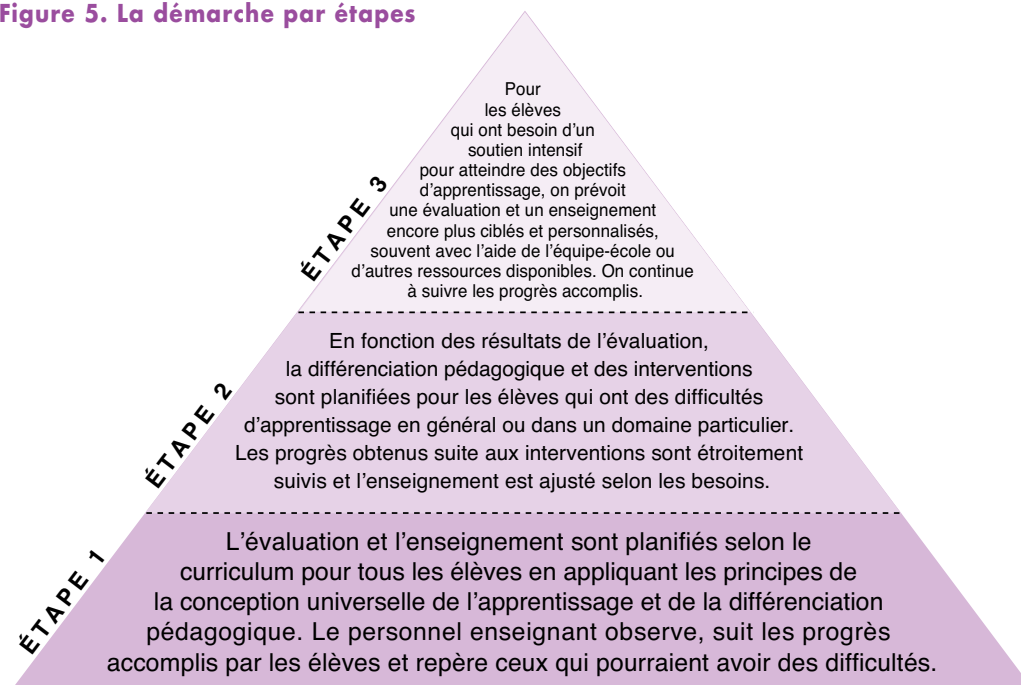 Figure 5. La démarche par étapes
Pour
les élèves
qui ont besoin d'un
soutien intensif
pour atteindre des objectifs
d'apprentissage, on prévoit
une évaluation et un enseignement
encore plus ciblés et personnalisés,
souvent avec l'aide de l'équipe-école ou
d'autres ressources disponibles. On continue
à suivre les progrès accomplis.
ÉTAPE 3
En fonction des résultats de l'évaluation,
la différenciation pédagogique et des interventions
sont planifiées pour les élèves qui ont des difficultés
d'apprentissage en général ou dans un domaine particulier.
Les progrès obtenus suite aux interventions sont étroitement
suivis et l'enseignement est ajusté selon les besoins.
ÉTAPE 2
L'évaluation et l'enseignement sont planifiés selon le
curriculum pour tous les élèves en appliquant les principes de
la conception universelle de l'apprentissage et de la différenciation
pédagogique. Le personnel enseignant observe, suit les progrès
accomplis par les élèves et repère ceux qui pourraient avoir des difficultés.
ÉTAPE 1